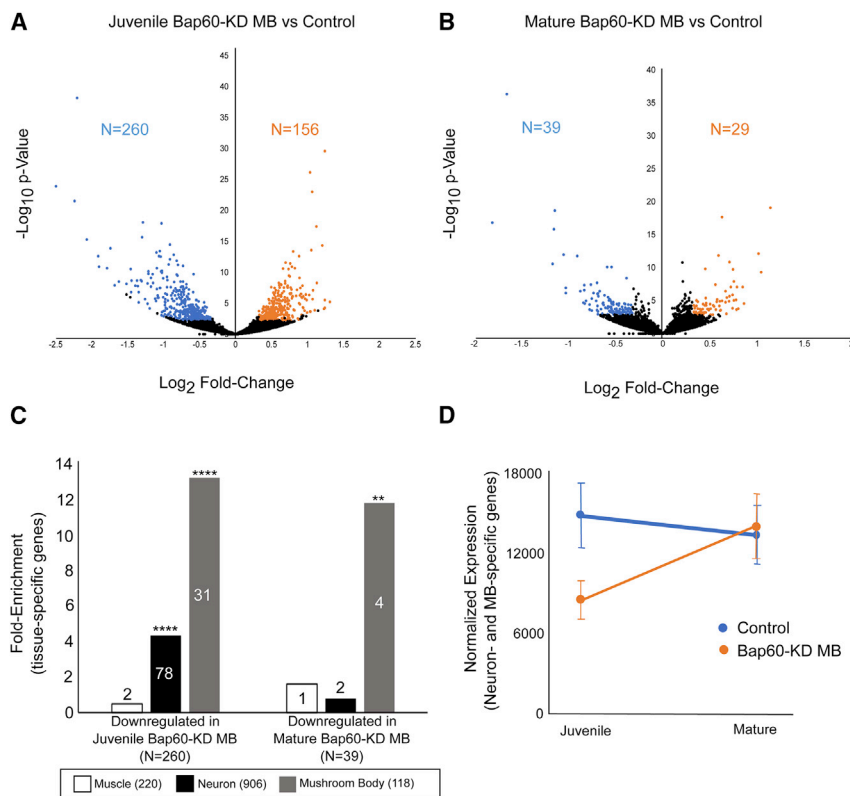 A
Juvenile Bap60-KD MB vs Control
-Log10 p-Value
45
40
35
30
25
20
15
10
5
N=260
N=156
-2.5
-2
-1.5
-1
-0.5
0
0.5
1
1.5
2
2.5
Log2 Fold-Change
B
Mature Bap60-KD MB vs Control
-Log10 p-Value
40
35
30
25
20
15
10
5
0
N=39
N=29
-2
-1.5
-1
-0.5
0
0.5
1
1.5
2
Log2 Fold-Change
C
Fold-Enrichment
(tissue-specific genes)
14
12
10
8
6
4
2
0
2
****
78
****
31
1
2
**
4
Downregulated in
Juvenile Bap60-KD MB
(N=260)
Downregulated in
Mature Bap60-KD MB
(N=39)
Muscle (220) Neuron (906) Mushroom Body (118)
D
Normalized Expression
(Neuron- and MB-specific genes)
18000
12000
6000
0
Control
Bap60-KD MB
Juvenile
Mature